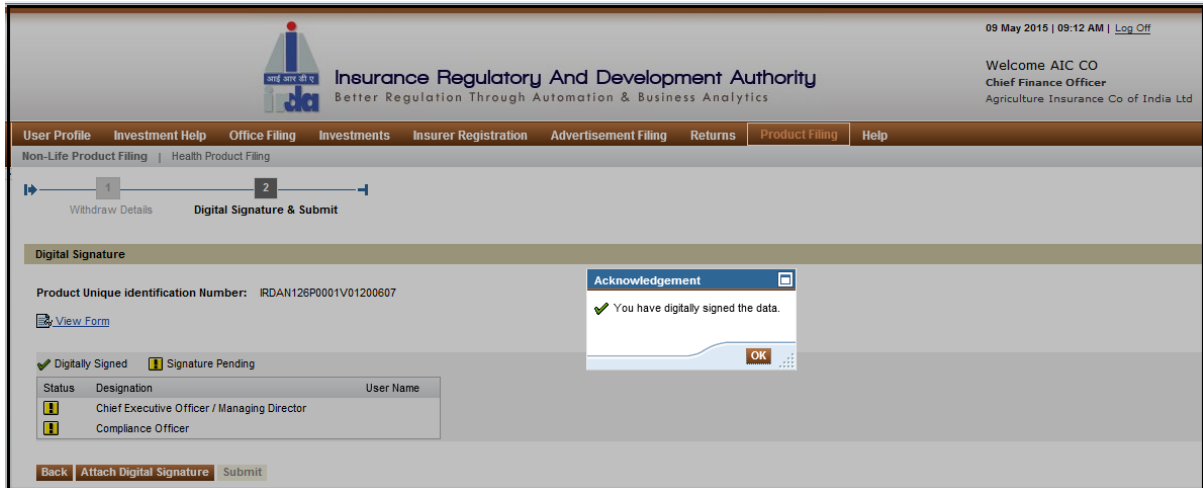 09 May 2015 | 09:12 AM | Log Off
आई आर डी ए
irda
Insurance Regulatory And Development Authority
Better Regulation Through Automation & Business Analytics
Welcome AIC CO
Chief Finance Officer
Agriculture Insurance Co of India Ltd
User Profile Investment Help Office Filing Investments Insurer Registration Advertisement Filing Returns Product Filing Help
Non-Life Product Filing | Health Product Filing
1 2
Withdraw Details Digital Signature & Submit
Digital Signature
Product Unique identification Number: IRDAN126P0001V01200607
View Form
Acknowledgement
You have digitally signed the data.
OK
Digitally Signed Signature Pending
Status Designation User Name
Chief Executive Officer / Managing Director
Compliance Officer
Back Attach Digital Signature Submit